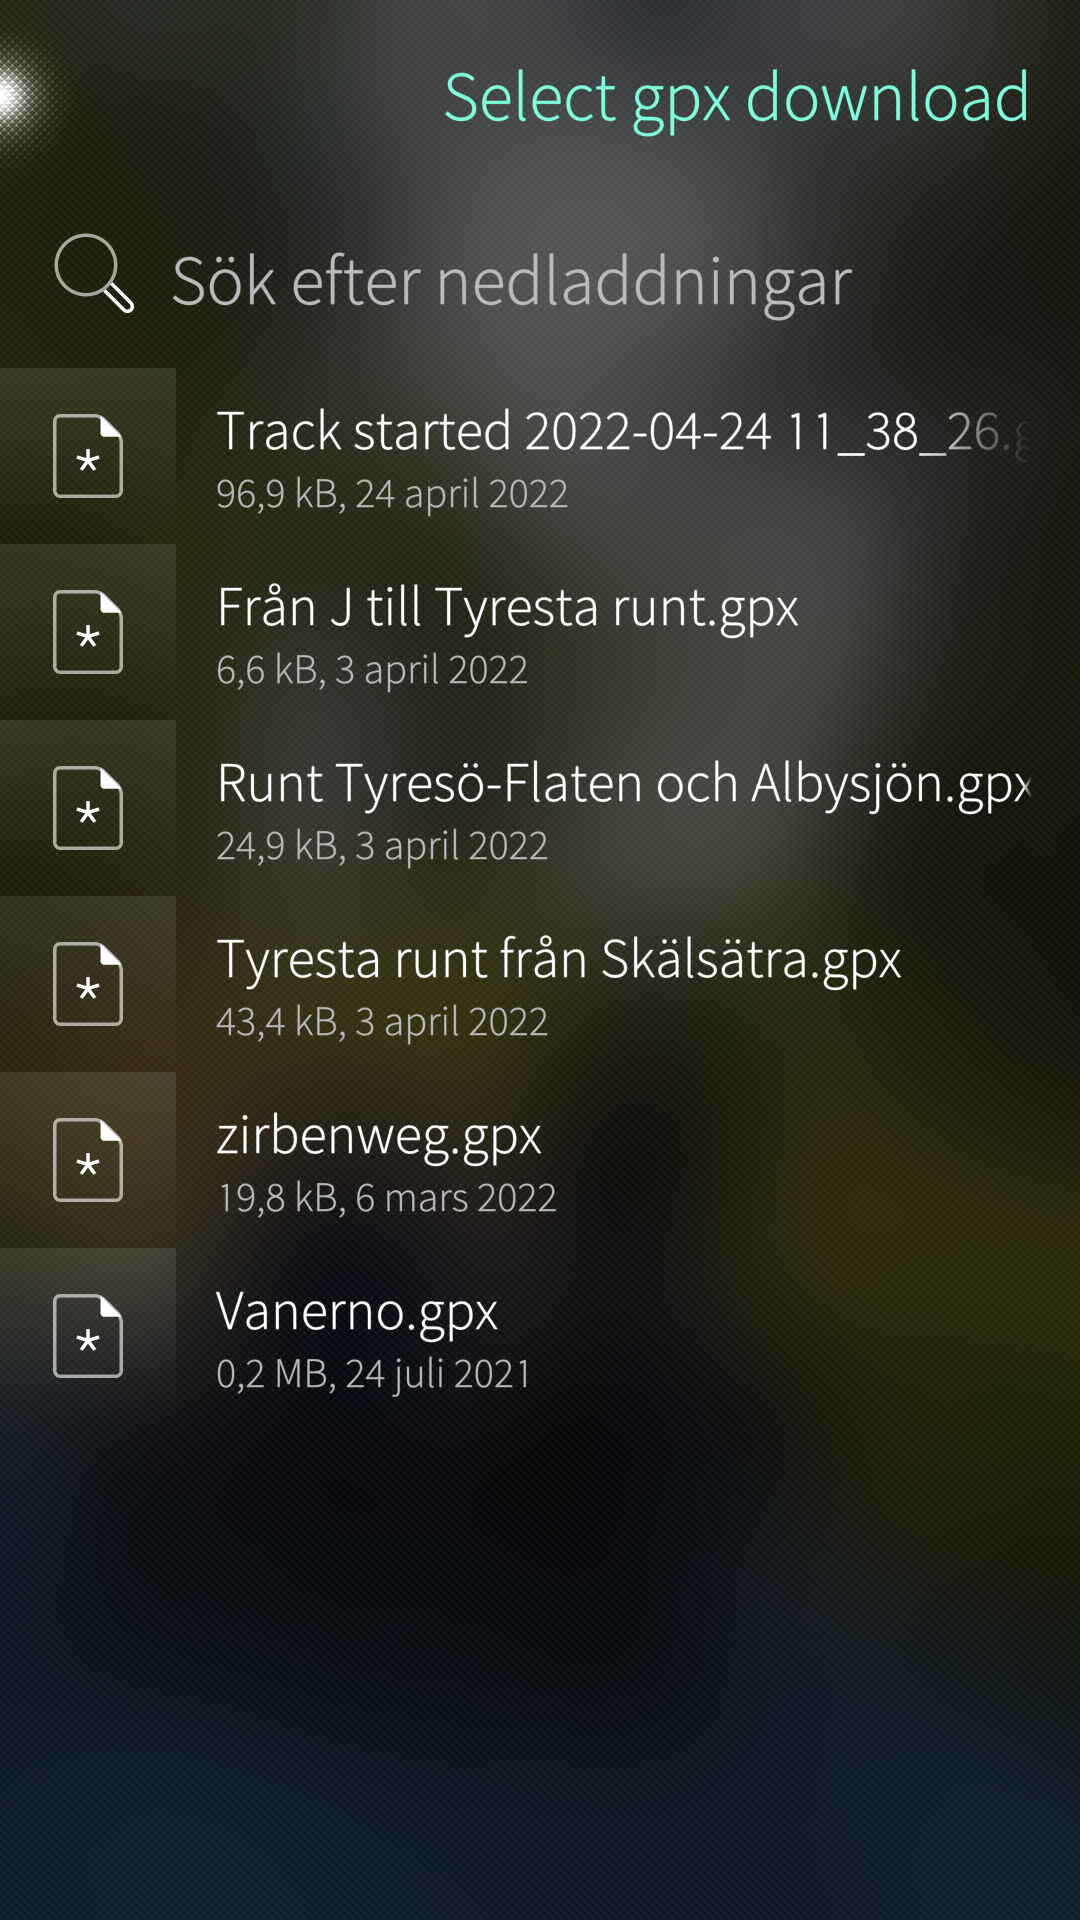 Select gpx download
Sök efter nedladdningar
Track started 2022-04-24 11_38_26.g
96,9 kB, 24 april 2022
Från J till Tyresta runt.gpx
6,6 kB, 3 april 2022
Runt Tyresö-Flaten och Albysjön.gpx
24,9 kB, 3 april 2022
Tyresta runt från Skälsätra.gpx
43,4 kB, 3 april 2022
zirbenweg.gpx
19,8 kB, 6 mars 2022
Vanerno.gpx
0,2 MB, 24 juli 2021